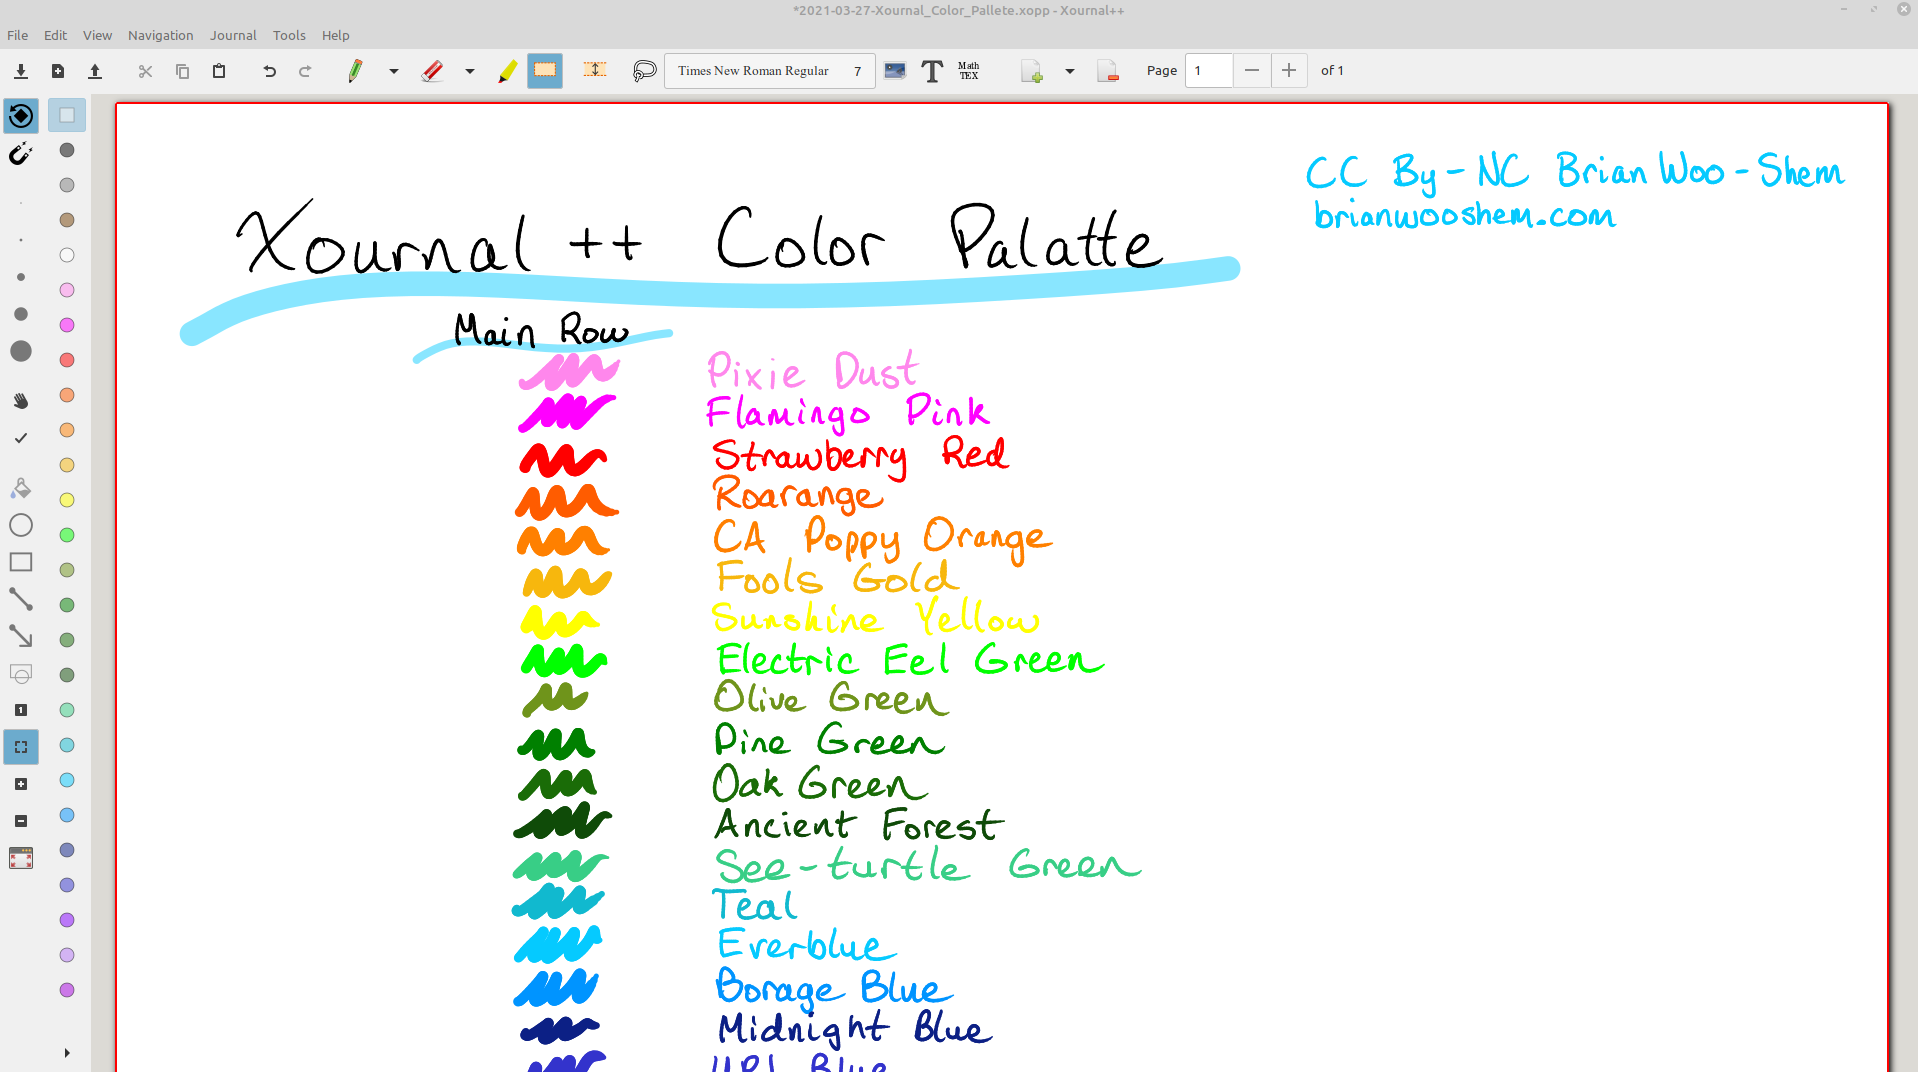 *2021-03-27-Xournal_Color_Pallete.xopp - Xournal++
File Edit View Navigation Journal Tools Help
Times New Roman Regular 7 T Math TEX Page 1 of 1
CC By-NC Brian Woo-Shem
brianwooshem.com
Xournal ++ Color Palatte
Main Row
Pixie Dust
Flamingo Pink
Strawberry Red
Roarange
CA Poppy Orange
Fools Gold
Sunshine Yellow
Electric Eel Green
Olive Green
Pine Green
Oak Green
Ancient Forest
See-turtle Green
Teal
Everblue
Borage Blue
Midnight Blue
URL Blue
1